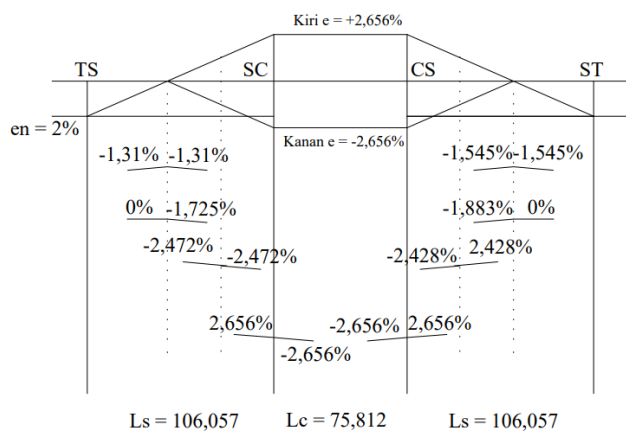 Kiri e = +2,656%
TS SC CS ST
en = 2%
Kanan e = -2,656%
-1,31% -1,31% -1,545% -1,545%
0% -1,725% -1,883% 0%
-2,472% -2,472% -2,428% 2,428%
2,656% -2,656% -2,656% 2,656%
Ls = 106,057 Lc = 75,812 Ls = 106,057